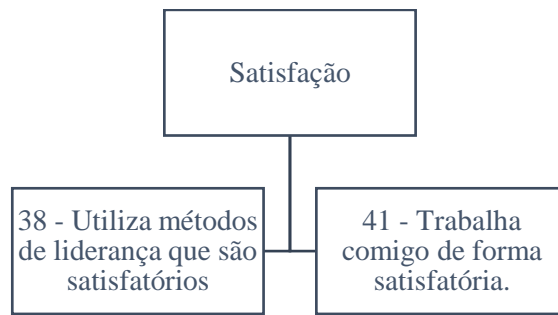 Satisfação
38 - Utiliza métodos
de liderança que são
satisfatórios
41 - Trabalha
comigo de forma
satisfatória.